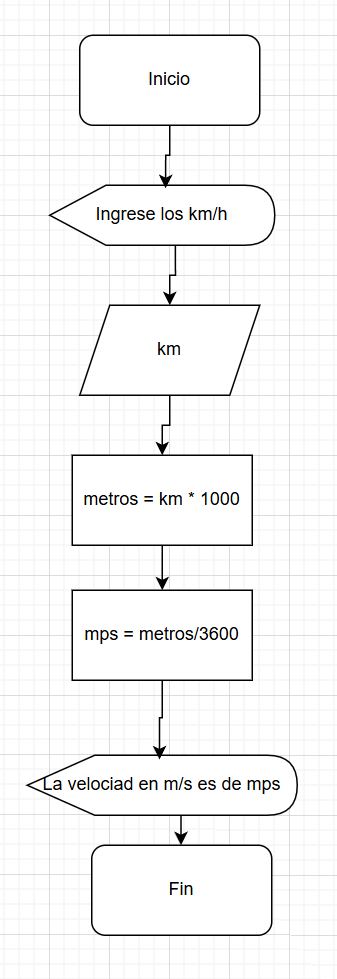 Inicio
Ingrese los km/h
km
metros = km * 1000
mps = metros/3600
La velociad en m/s es de mps
Fin